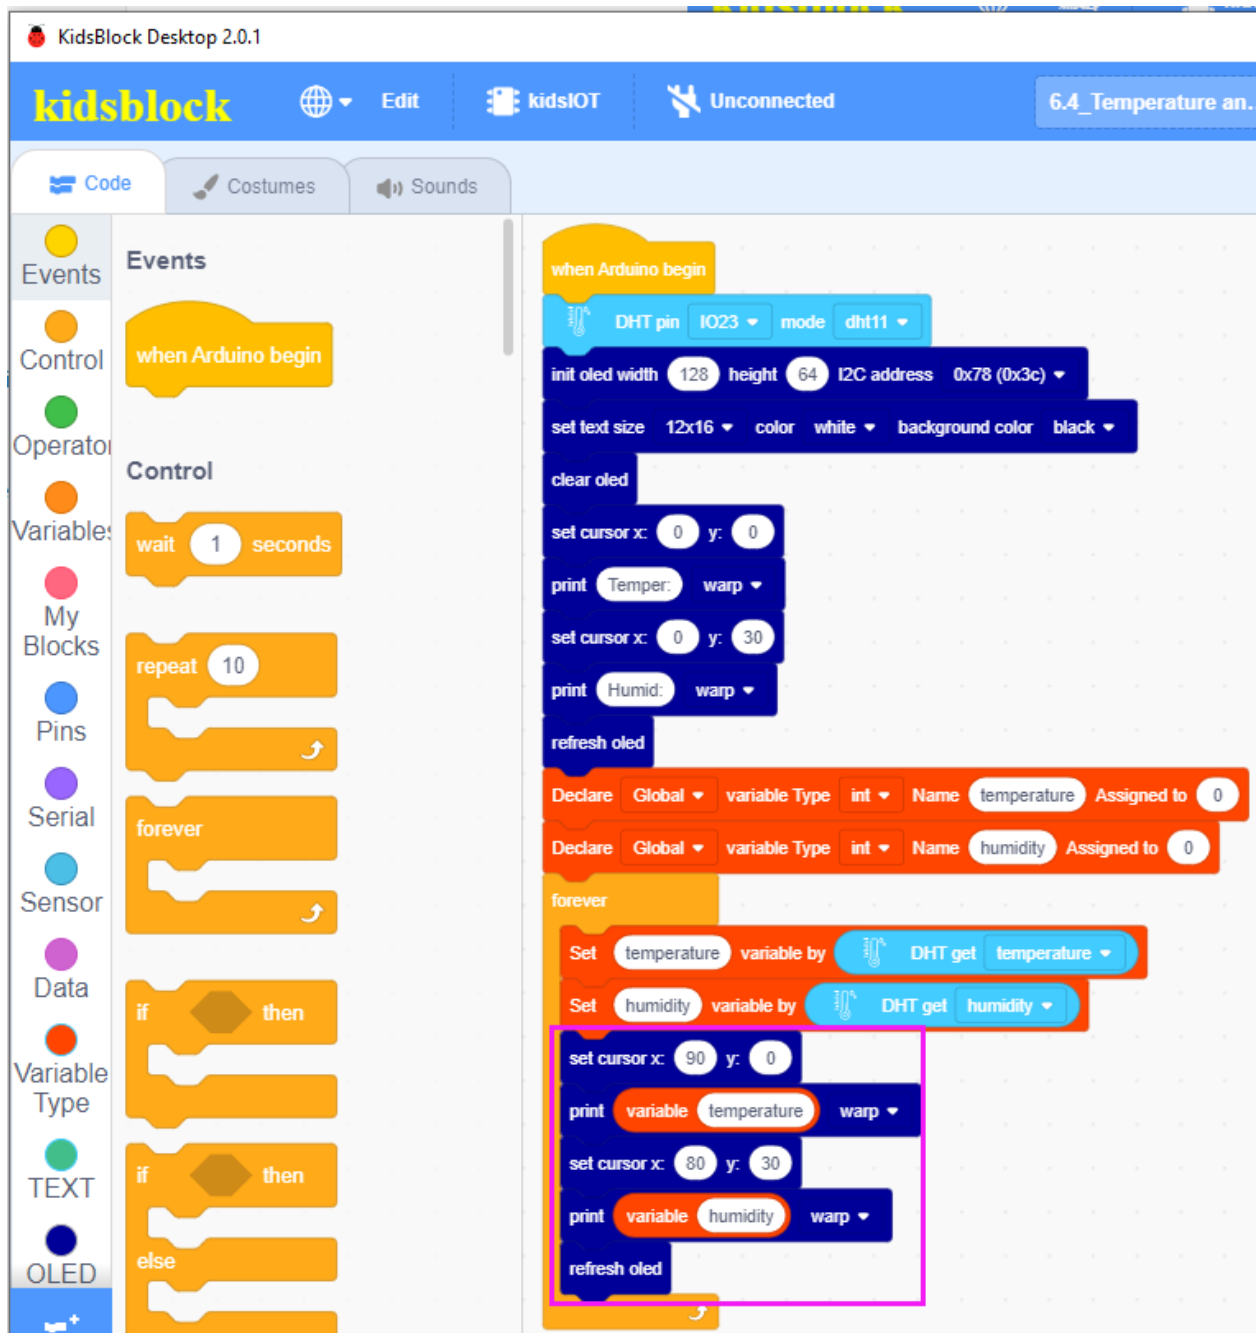 KidsBlock Desktop 2.0.1
kidsblock Edit kidsIOT Unconnected 6.4_Temperature an..
Code Costumes Sounds
Events
Control
Operator
Variables
My
Blocks
Pins
Serial
Sensor
Data
Variable
Type
TEXT
OLED
Events
when Arduino begin
Control
wait 1 seconds
repeat 10
forever
if then
if then
else
when Arduino begin
DHT pin IO23 mode dht11
init oled width 128 height 64 I2C address 0x78 (0x3c)
set text size 12x16 color white background color black
clear oled
set cursor x: 0 y: 0
print Temper: warp
set cursor x: 0 y: 30
print Humid: warp
refresh oled
Declare Global variable Type int Name temperature Assigned to 0
Declare Global variable Type int Name humidity Assigned to 0
forever
Set temperature variable by DHT get temperature
Set humidity variable by DHT get humidity
set cursor x: 90 y: 0
print variable temperature warp
set cursor x: 80 y: 30
print variable humidity warp
refresh oled